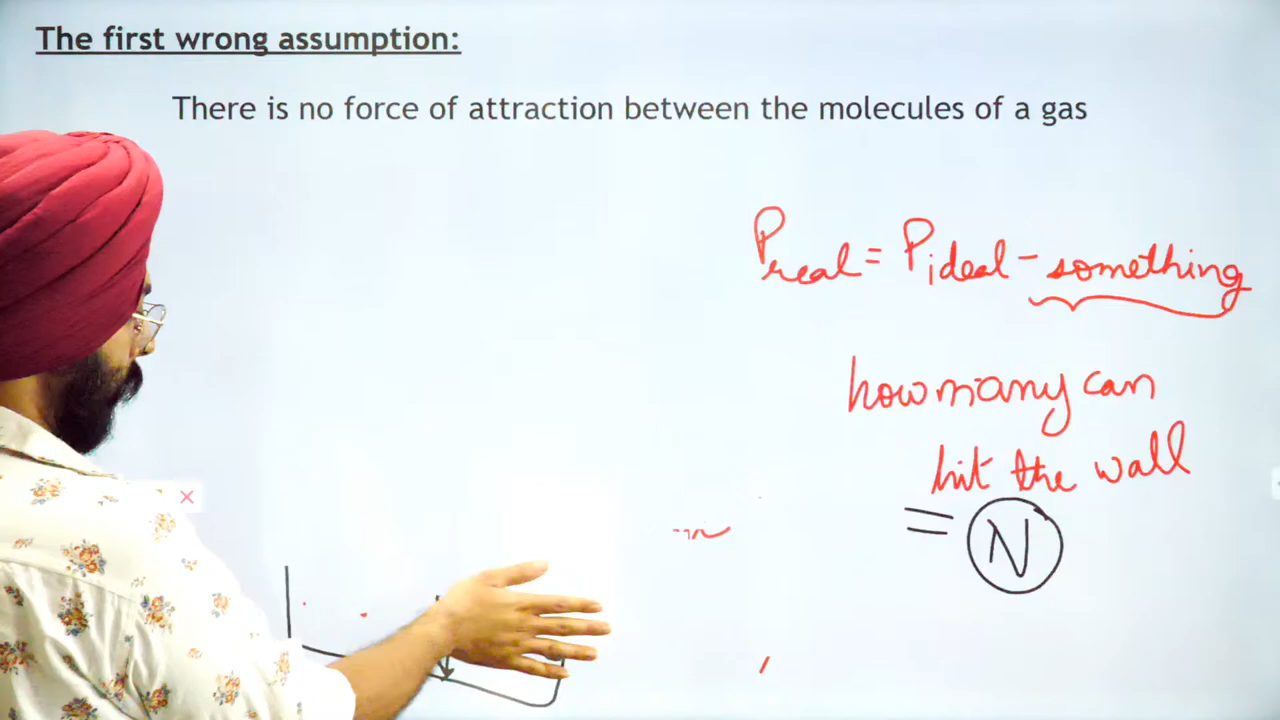 The first wrong assumption:
There is no force of attraction between the molecules of a gas
Preal = Pideal - something
how many can
hit the wall
= N